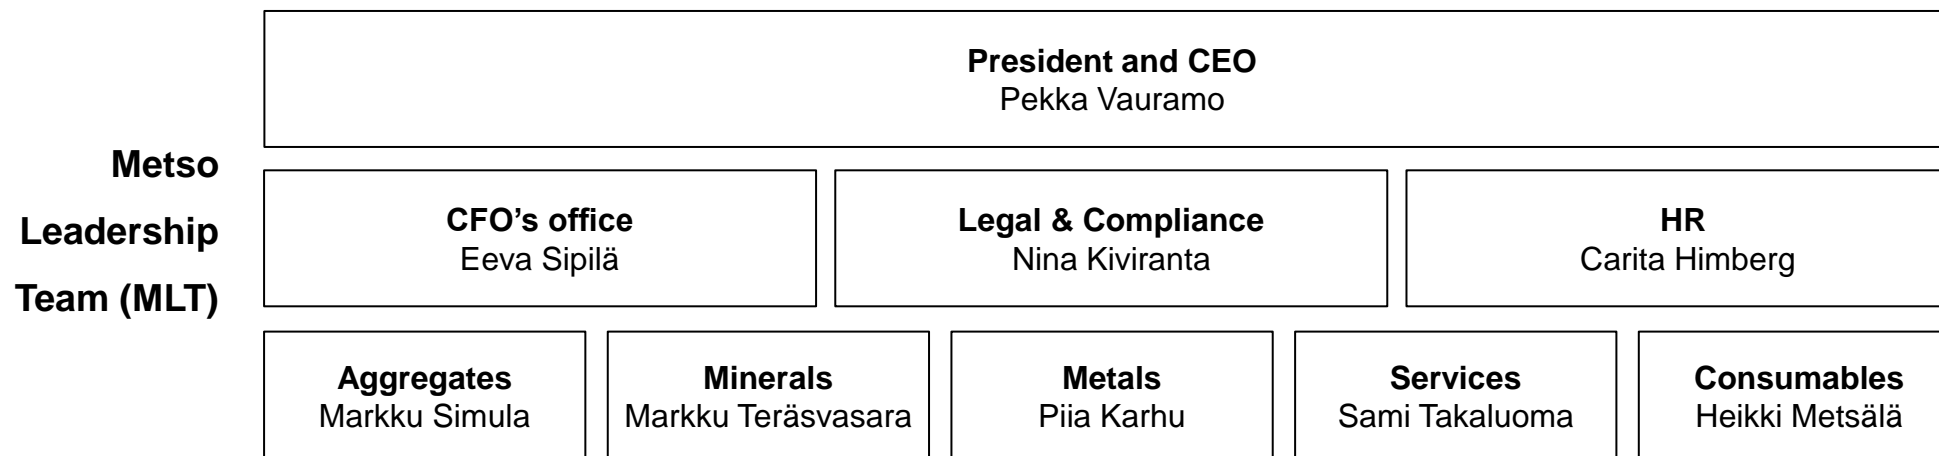 Metso
Leadership
Team (MLT)
President and CEO
Pekka Vauramo
CFO’s office
Eeva Sipilä
Legal & Compliance
Nina Kiviranta
HR
Carita Himberg
Aggregates
Markku Simula
Minerals
Markku Teräsvasara
Metals
Piia Karhu
Services
Sami Takaluoma
Consumables
Heikki Metsälä